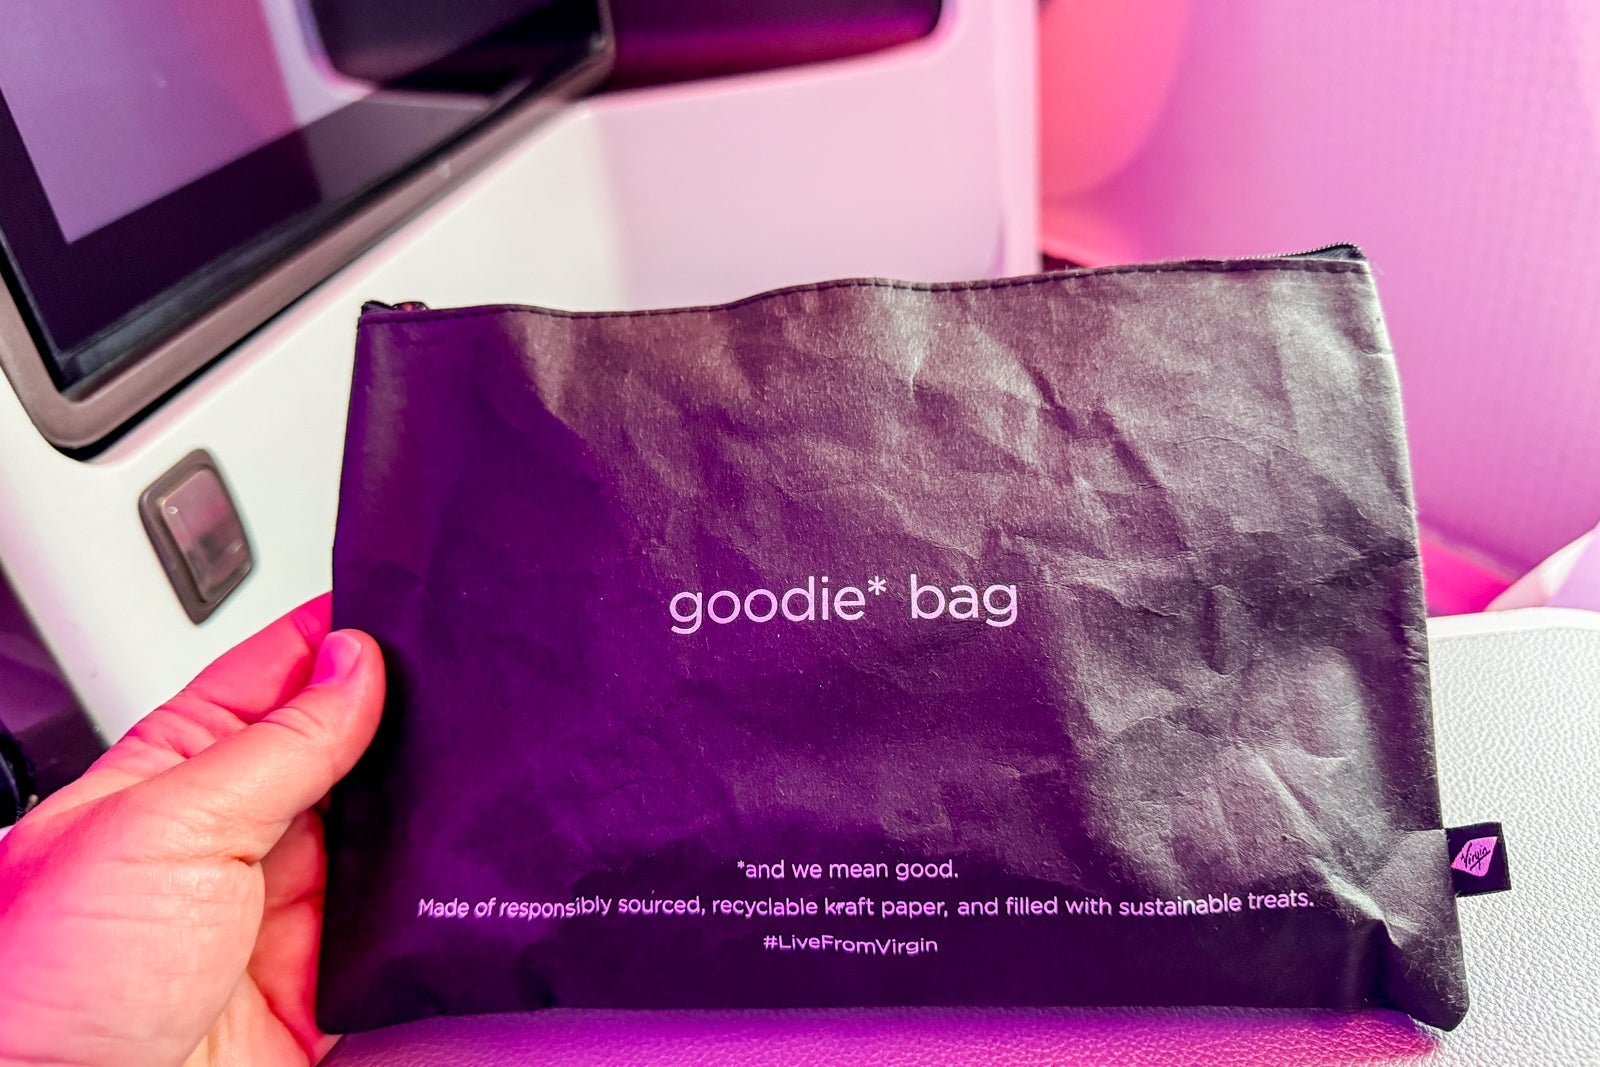 goodie* bag
*and we mean good.
Made of responsibly sourced, recyclable kraft paper, and filled with sustainable treats.
#LiveFromVirgin
Virgin